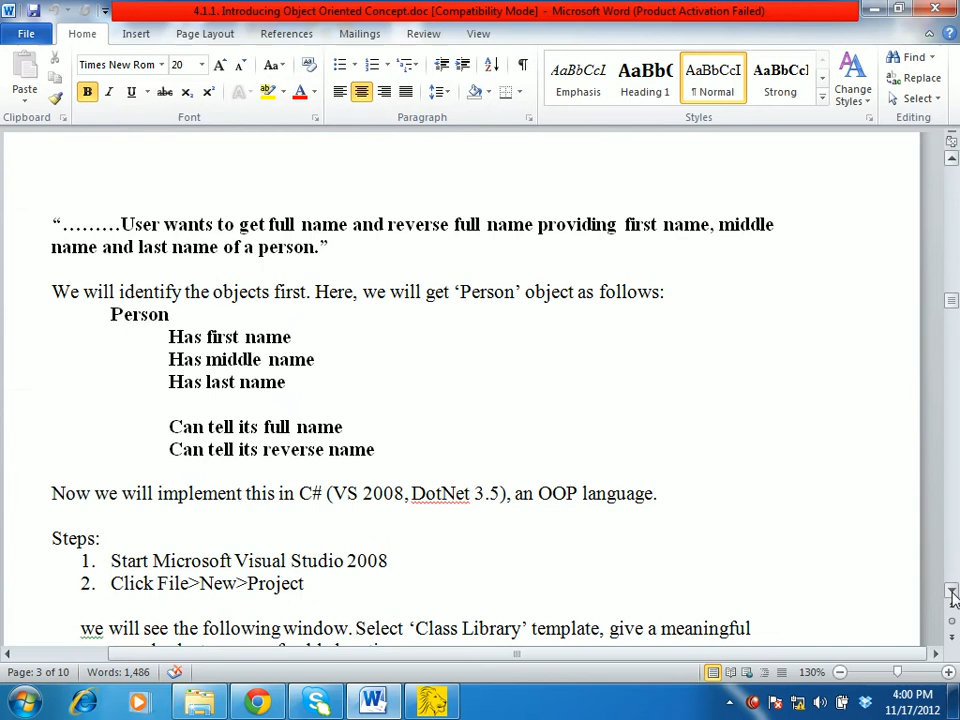 4.1.1. Introducing Object Oriented Concept.doc [Compatibility Mode] - Microsoft Word (Product Activation Failed)
File Home Insert Page Layout References Mailings Review View
Paste
Times New Rom 20
Aa
B I U abc x₂ x² A ab A
AaBbCcI AaBbC AaBbCcI AaBbCcl
Emphasis Heading 1 ¶ Normal Strong
Change Styles
Find
Replace
Select
Clipboard Font Paragraph Styles Editing
“………User wants to get full name and reverse full name providing first name, middle
name and last name of a person.”
We will identify the objects first. Here, we will get ‘Person’ object as follows:
Person
Has first name
Has middle name
Has last name
Can tell its full name
Can tell its reverse name
Now we will implement this in C# (VS 2008, DotNet 3.5), an OOP language.
Steps:
1. Start Microsoft Visual Studio 2008
2. Click File>New>Project
we will see the following window. Select ‘Class Library’ template, give a meaningful
Page: 3 of 10 Words: 1,486 130%
4:00 PM
11/17/2012